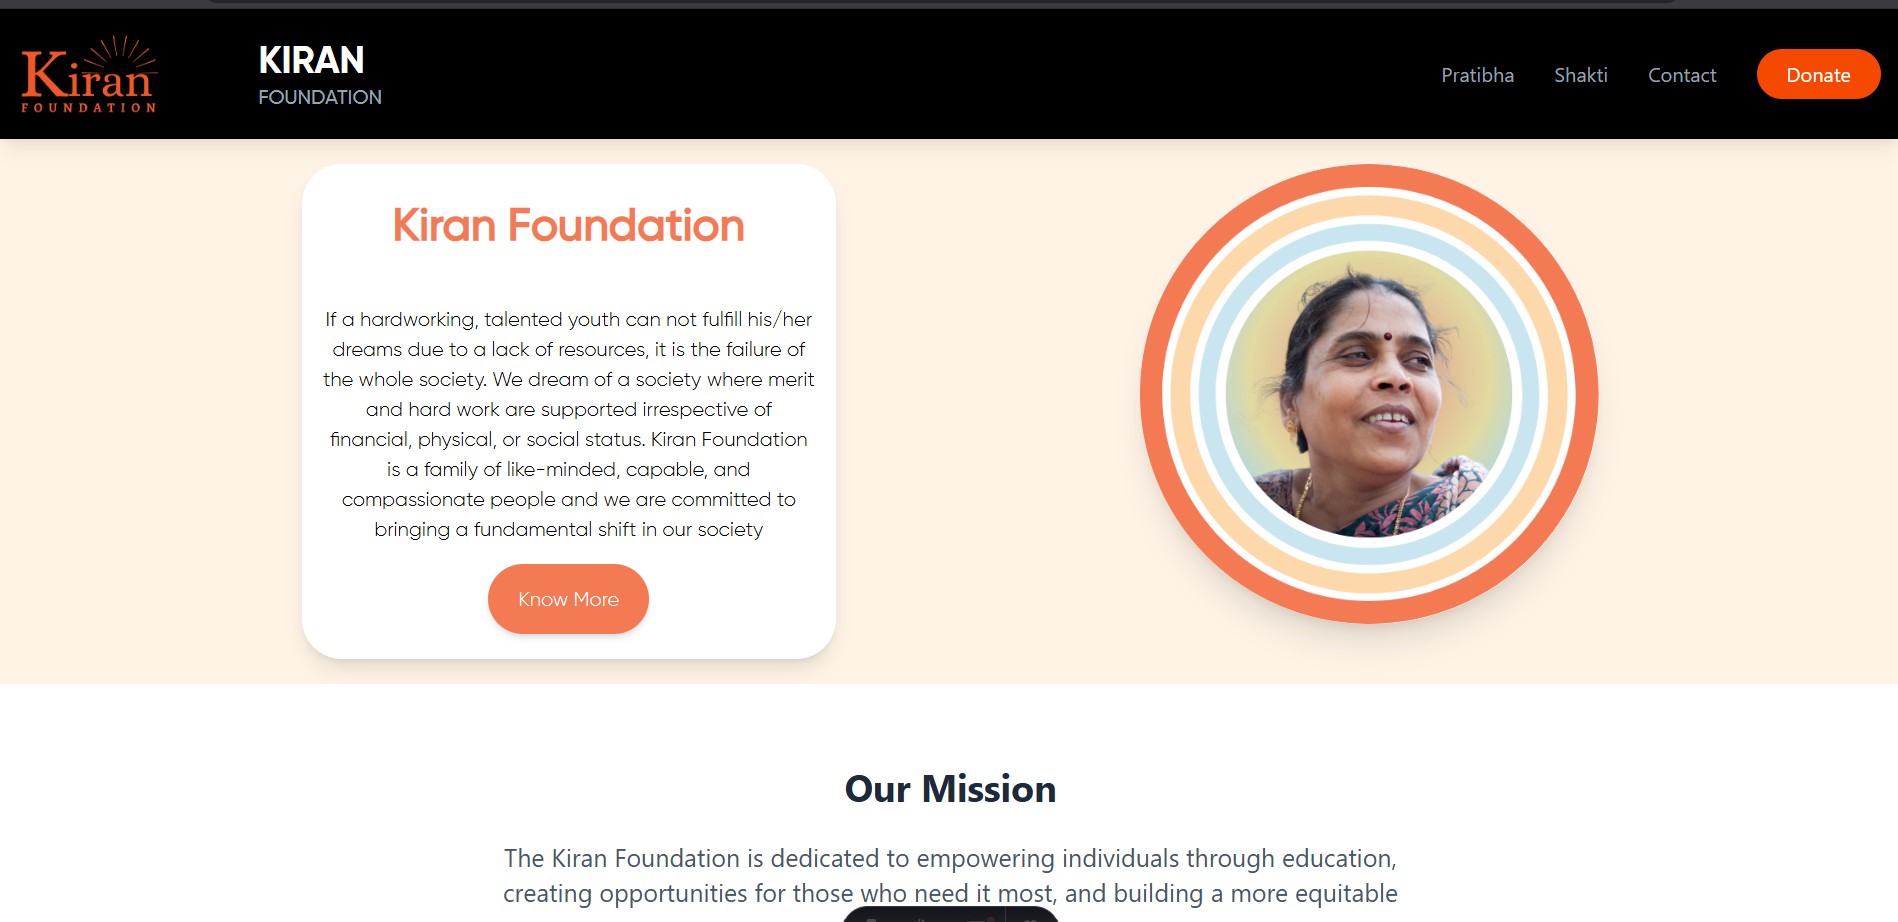 Kiran
FOUNDATION
KIRAN
FOUNDATION
Pratibha
Shakti
Contact
Donate
Kiran Foundation
If a hardworking, talented youth can not fulfill his/her
dreams due to a lack of resources, it is the failure of
the whole society. We dream of a society where merit
and hard work are supported irrespective of
financial, physical, or social status. Kiran Foundation
is a family of like-minded, capable, and
compassionate people and we are committed to
bringing a fundamental shift in our society
Know More
Our Mission
The Kiran Foundation is dedicated to empowering individuals through education,
creating opportunities for those who need it most, and building a more equitable